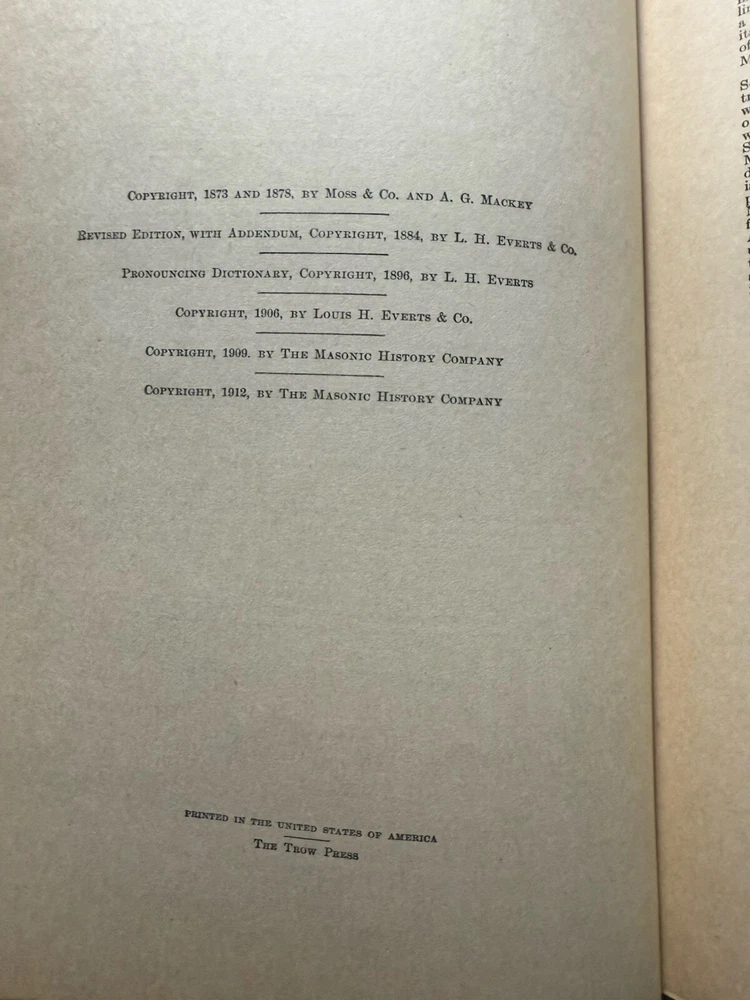 COPYRIGHT, 1873 AND 1878, BY MOSS & CO. AND A. G. MACKEY
REVISED EDITION, WITH ADDENDUM, COPYRIGHT, 1884, BY L. H. EVERTS & CO.
PRONOUNCING DICTIONARY, COPYRIGHT, 1896, BY L. H. EVERTS
COPYRIGHT, 1906, BY LOUIS H. EVERTS & CO.
COPYRIGHT, 1909. BY THE MASONIC HISTORY COMPANY
COPYRIGHT, 1912, BY THE MASONIC HISTORY COMPANY
PRINTED IN THE UNITED STATES OF AMERICA
THE TROW PRESS